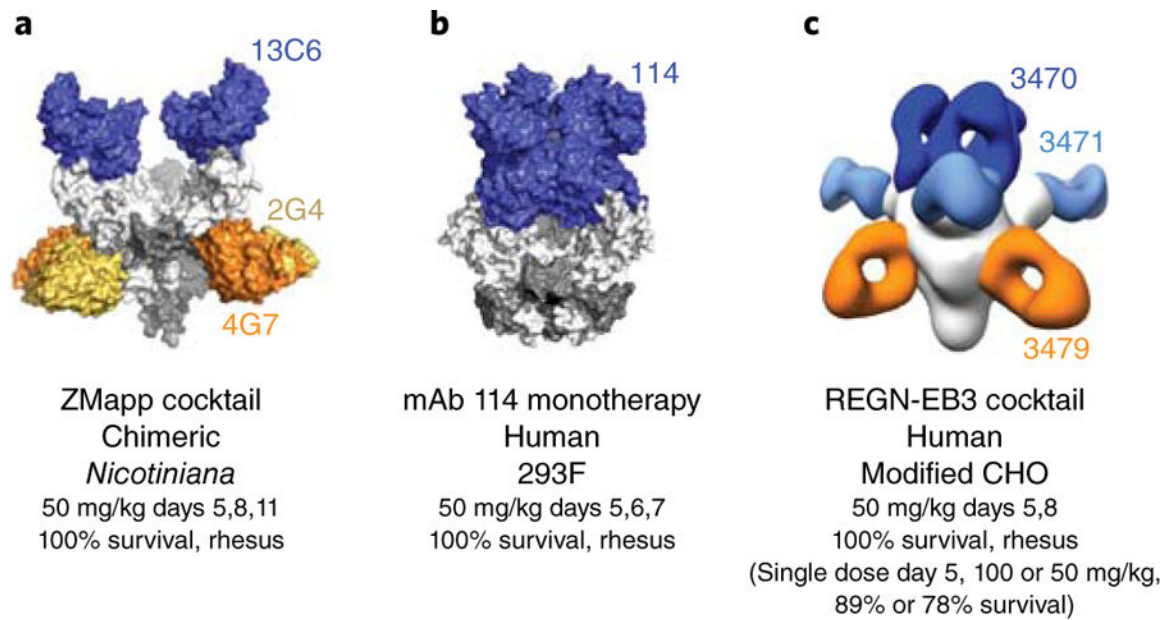 a
13C6
2G4
4G7
ZMapp cocktail
Chimeric
Nicotiniana
50 mg/kg days 5,8,11
100% survival, rhesus
b
114
mAb 114 monotherapy
Human
293F
50 mg/kg days 5,6,7
100% survival, rhesus
c
3470
3471
3479
REGN-EB3 cocktail
Human
Modified CHO
50 mg/kg days 5,8
100% survival, rhesus
(Single dose day 5, 100 or 50 mg/kg,
89% or 78% survival)